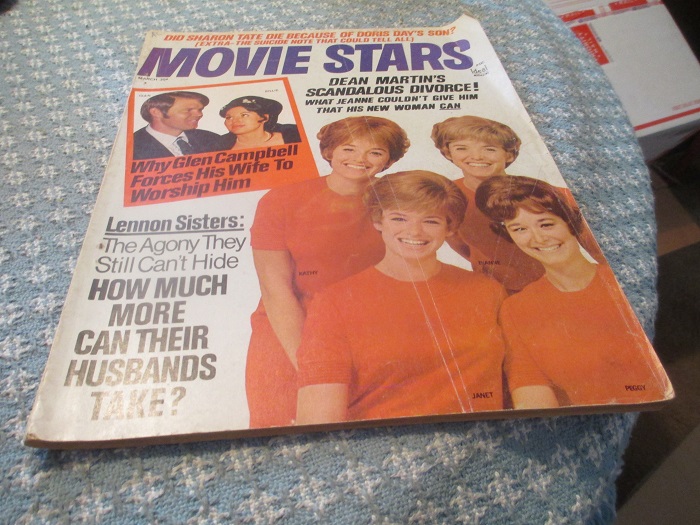 DID SHARON TATE DIE BECAUSE OF DORIS DAY'S SON?
(EXTRA-THE SUICIDE NOTE THAT COULD TELL ALL)
MOVIE STARS
MARCH
Ideal
DEAN MARTIN'S
SCANDALOUS DIVORCE!
WHAT JEANNE COULDN'T GIVE HIM
THAT HIS NEW WOMAN CAN
Why Glen Campbell
Forces His Wife To
Worship Him
Lennon Sisters:
The Agony They
Still Can't Hide
HOW MUCH
MORE
CAN THEIR
HUSBANDS
TAKE?
KATHY
DIANNE
JANET
PEGGY